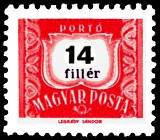 PORTÓ
14
fillér
MAGYAR POSTA
LEGRÁDY SÁNDOR